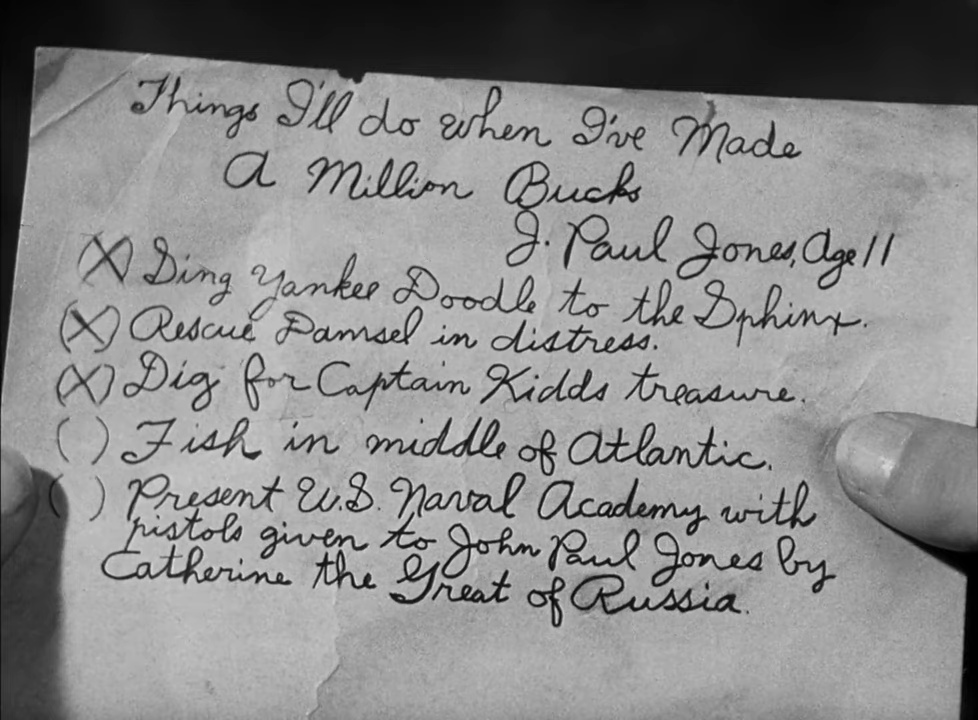 Things I'll do when I've Made
A Million Bucks
J. Paul Jones, Age 11
(X) Sing Yankee Doodle to the Sphinx.
(X) Rescue Damsel in distress.
(X) Dig for Captain Kidds treasure.
( ) Fish in middle of Atlantic.
( ) Present U.S. Naval Academy with
pistols given to John Paul Jones by
Catherine the Great of Russia.